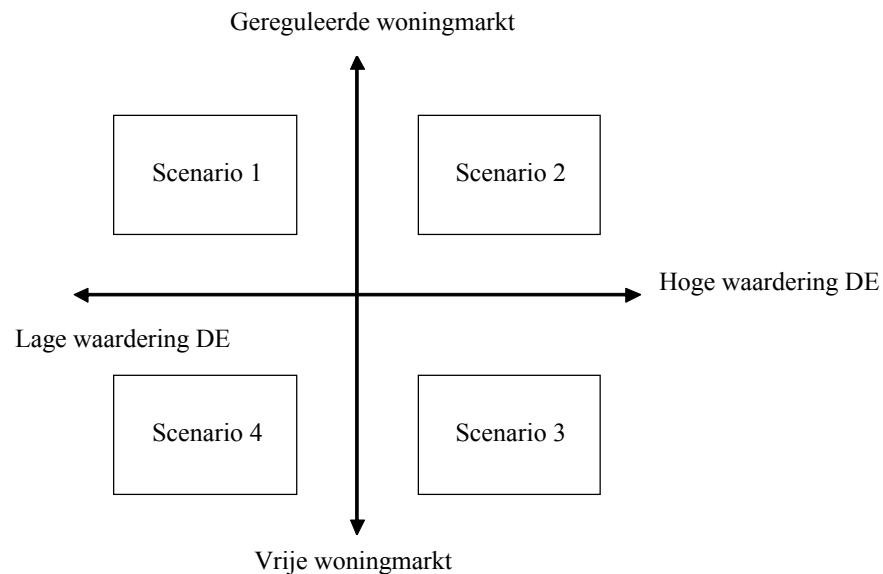 Gereguleerde woningmarkt
Scenario 1
Scenario 2
Hoge waardering DE
Lage waardering DE
Scenario 4
Scenario 3
Vrije woningmarkt